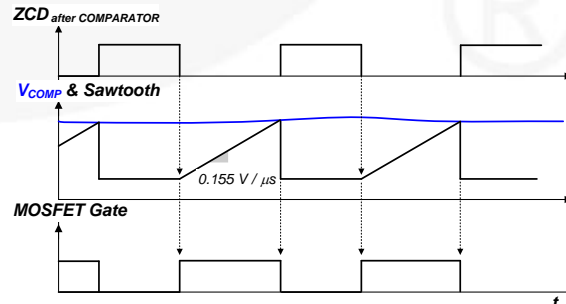 ZCD after COMPARATOR
VCOMP & Sawtooth
0.155 V / μs
MOSFET Gate
t